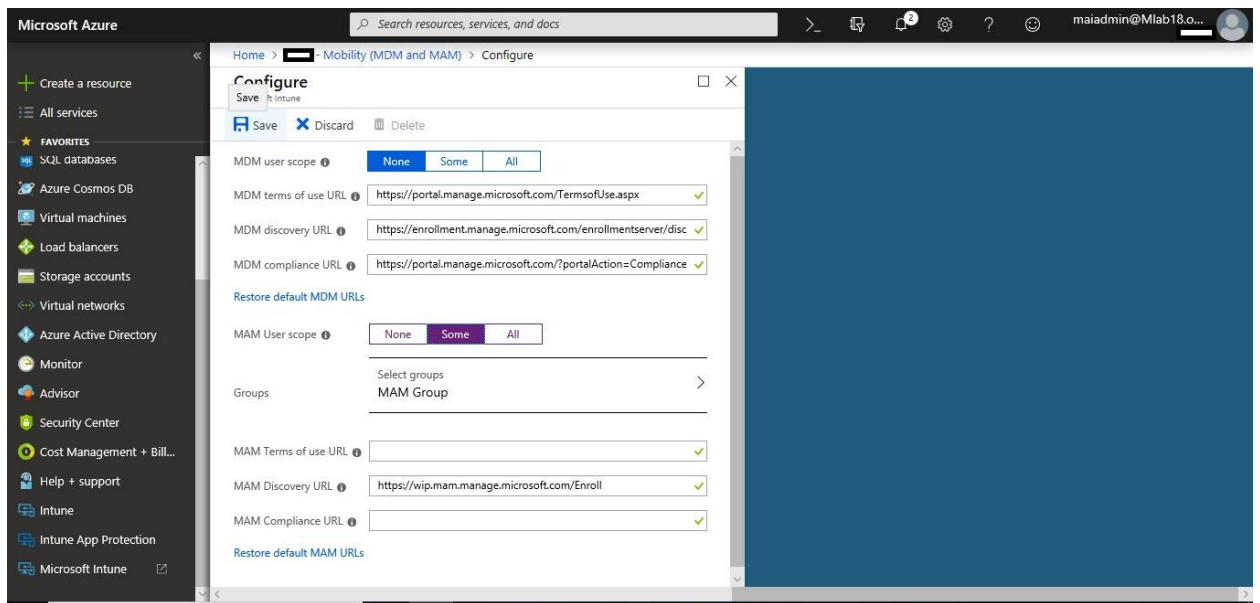 Microsoft Azure
Search resources, services, and docs
2
maiadmin@Mlab18.o...
Home > - Mobility (MDM and MAM) > Configure
Create a resource
All services
FAVORITES
SQL databases
Azure Cosmos DB
Virtual machines
Load balancers
Storage accounts
Virtual networks
Azure Active Directory
Monitor
Advisor
Security Center
Cost Management + Bill...
Help + support
Intune
Intune App Protection
Microsoft Intune
Configure
Save
ft Intune
Save Discard Delete
MDM user scope None Some All
MDM terms of use URL https://portal.manage.microsoft.com/TermsofUse.aspx
MDM discovery URL https://enrollment.manage.microsoft.com/enrollmentserver/disc
MDM compliance URL https://portal.manage.microsoft.com/?portalAction=Compliance
Restore default MDM URLs
MAM User scope None Some All
Select groups
Groups MAM Group
MAM Terms of use URL
MAM Discovery URL https://wip.mam.manage.microsoft.com/Enroll
MAM Compliance URL
Restore default MAM URLs